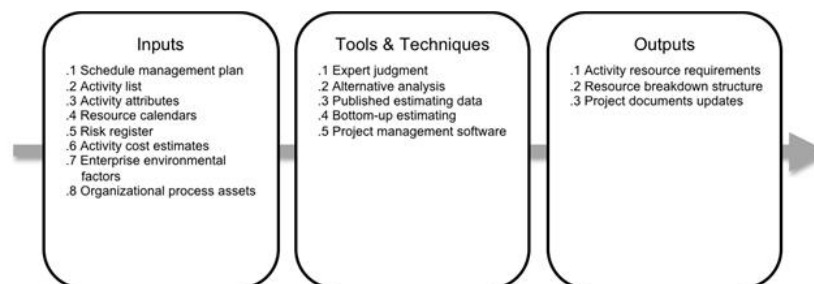 Inputs
.1 Schedule management plan
.2 Activity list
.3 Activity attributes
.4 Resource calendars
.5 Risk register
.6 Activity cost estimates
.7 Enterprise environmental
factors
.8 Organizational process assets
Tools & Techniques
.1 Expert judgment
.2 Alternative analysis
.3 Published estimating data
.4 Bottom-up estimating
.5 Project management software
Outputs
.1 Activity resource requirements
.2 Resource breakdown structure
.3 Project documents updates